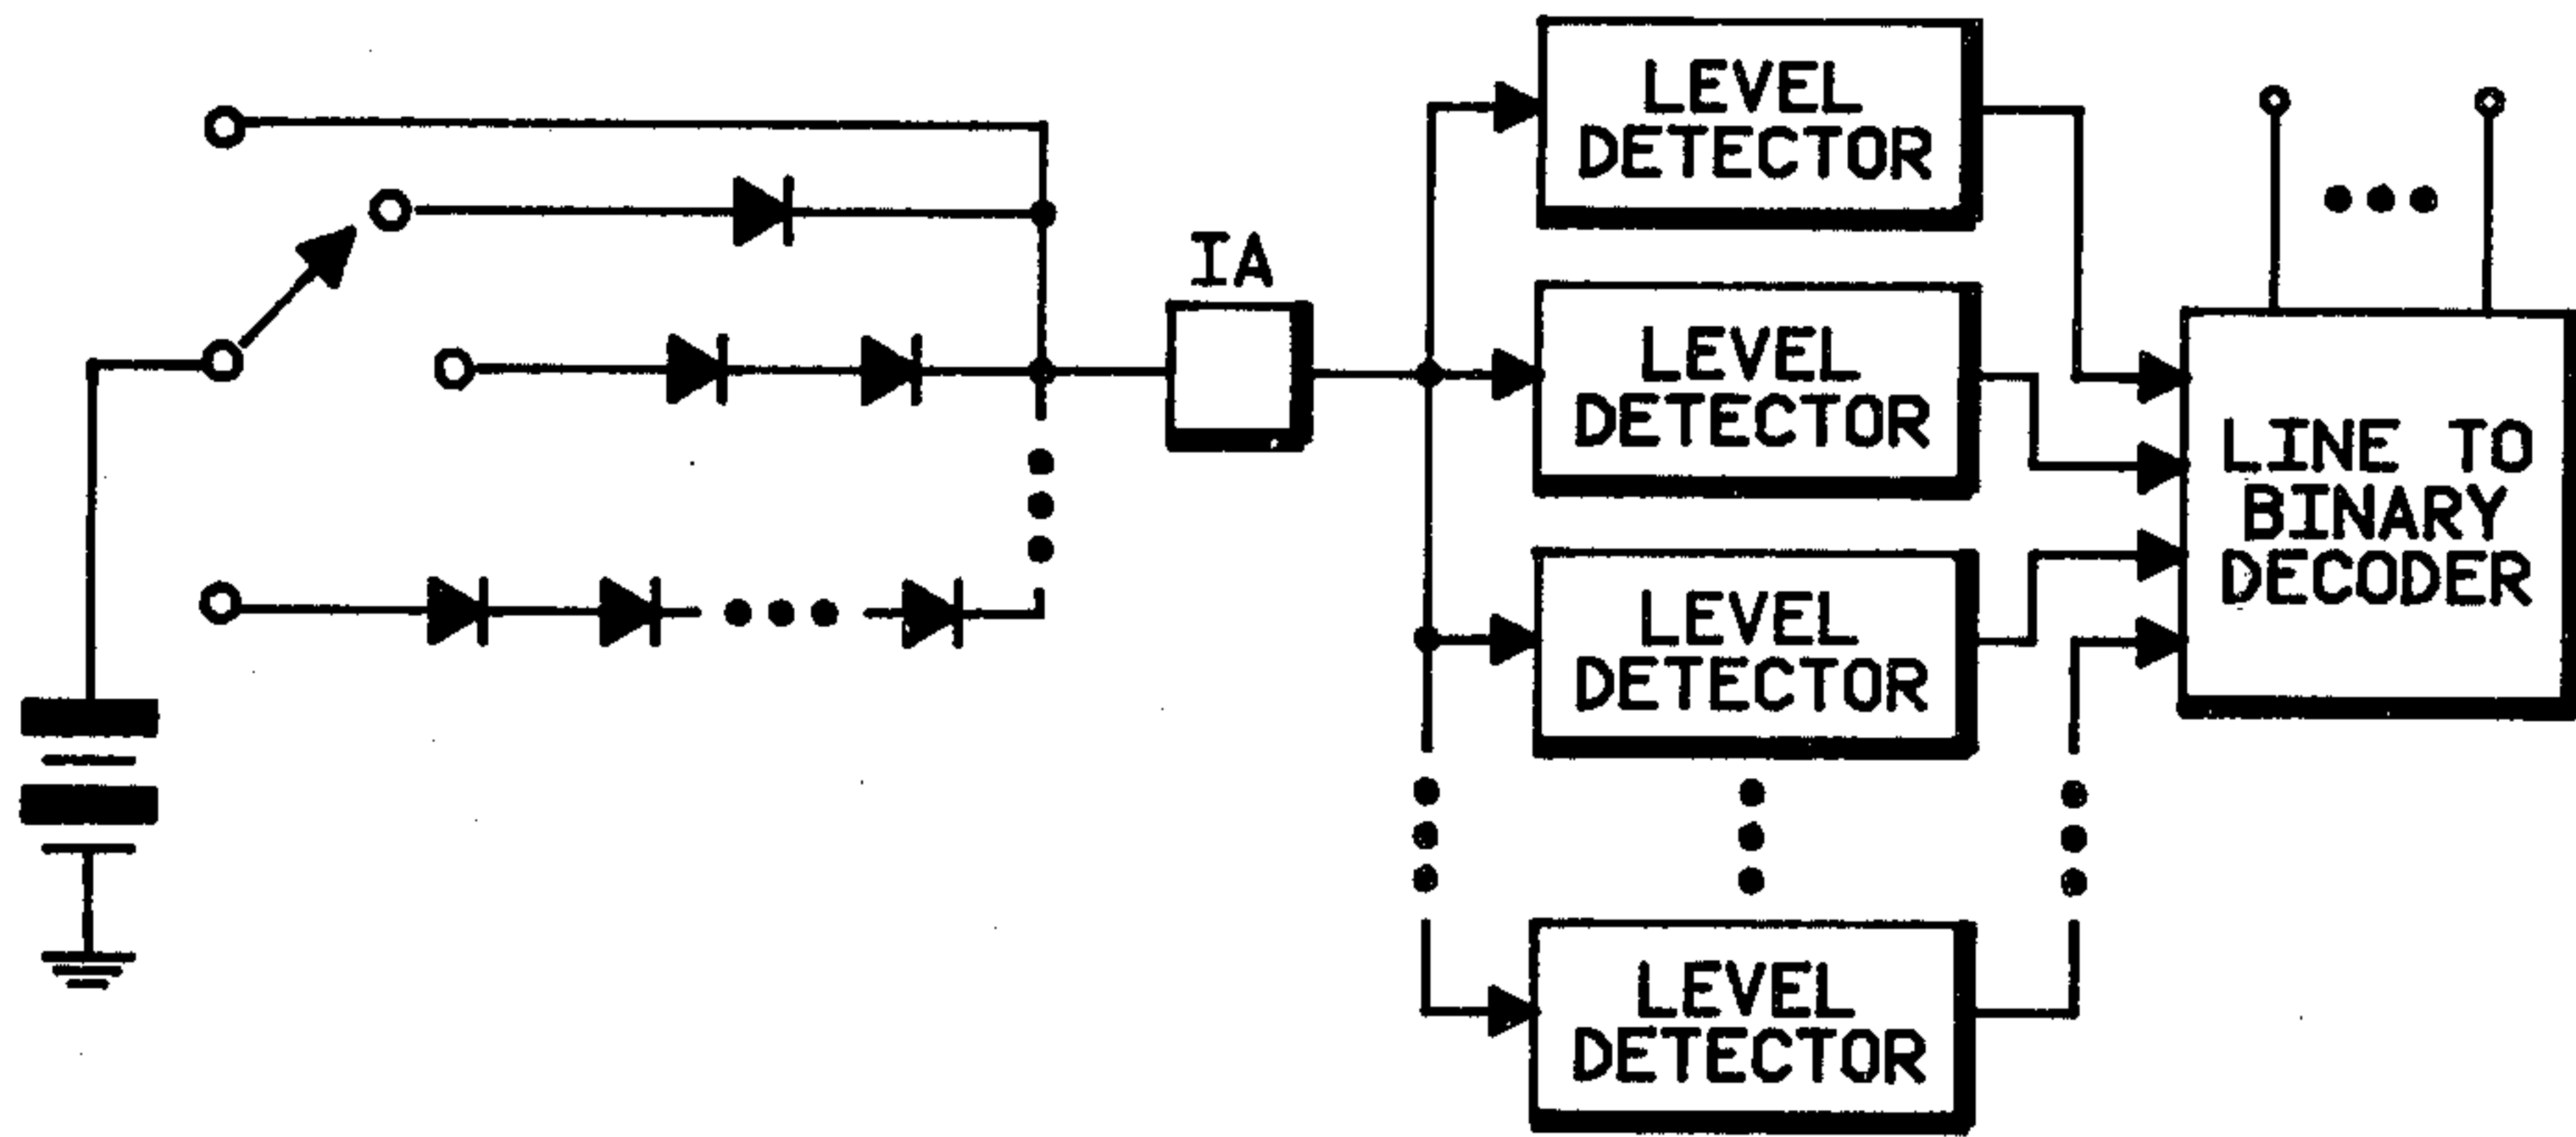 LEVEL
DETECTOR
IA
LEVEL
DETECTOR
LINE TO
BINARY
DECODER
LEVEL
DETECTOR
LEVEL
DETECTOR